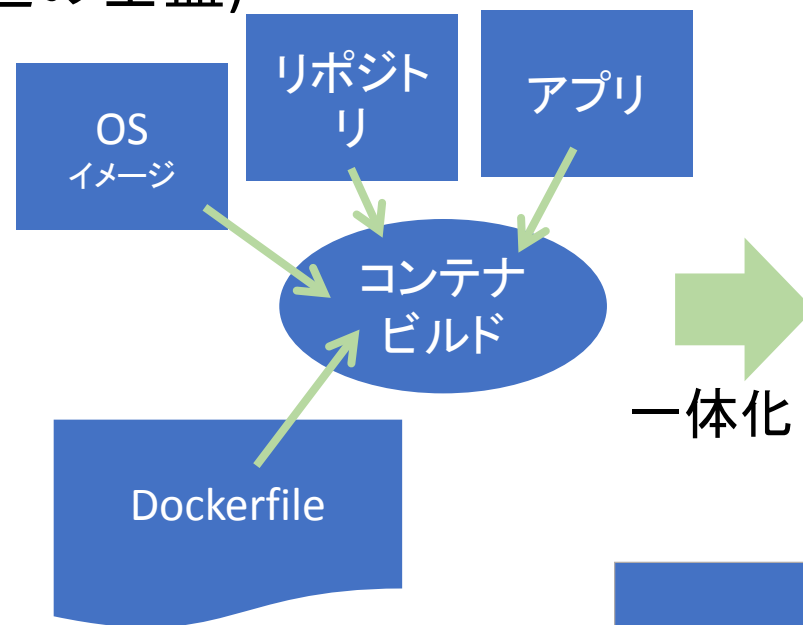 リポジト
リ
アプリ
OS
イメージ
コンテナ
ビルド
一体化
Dockerfile